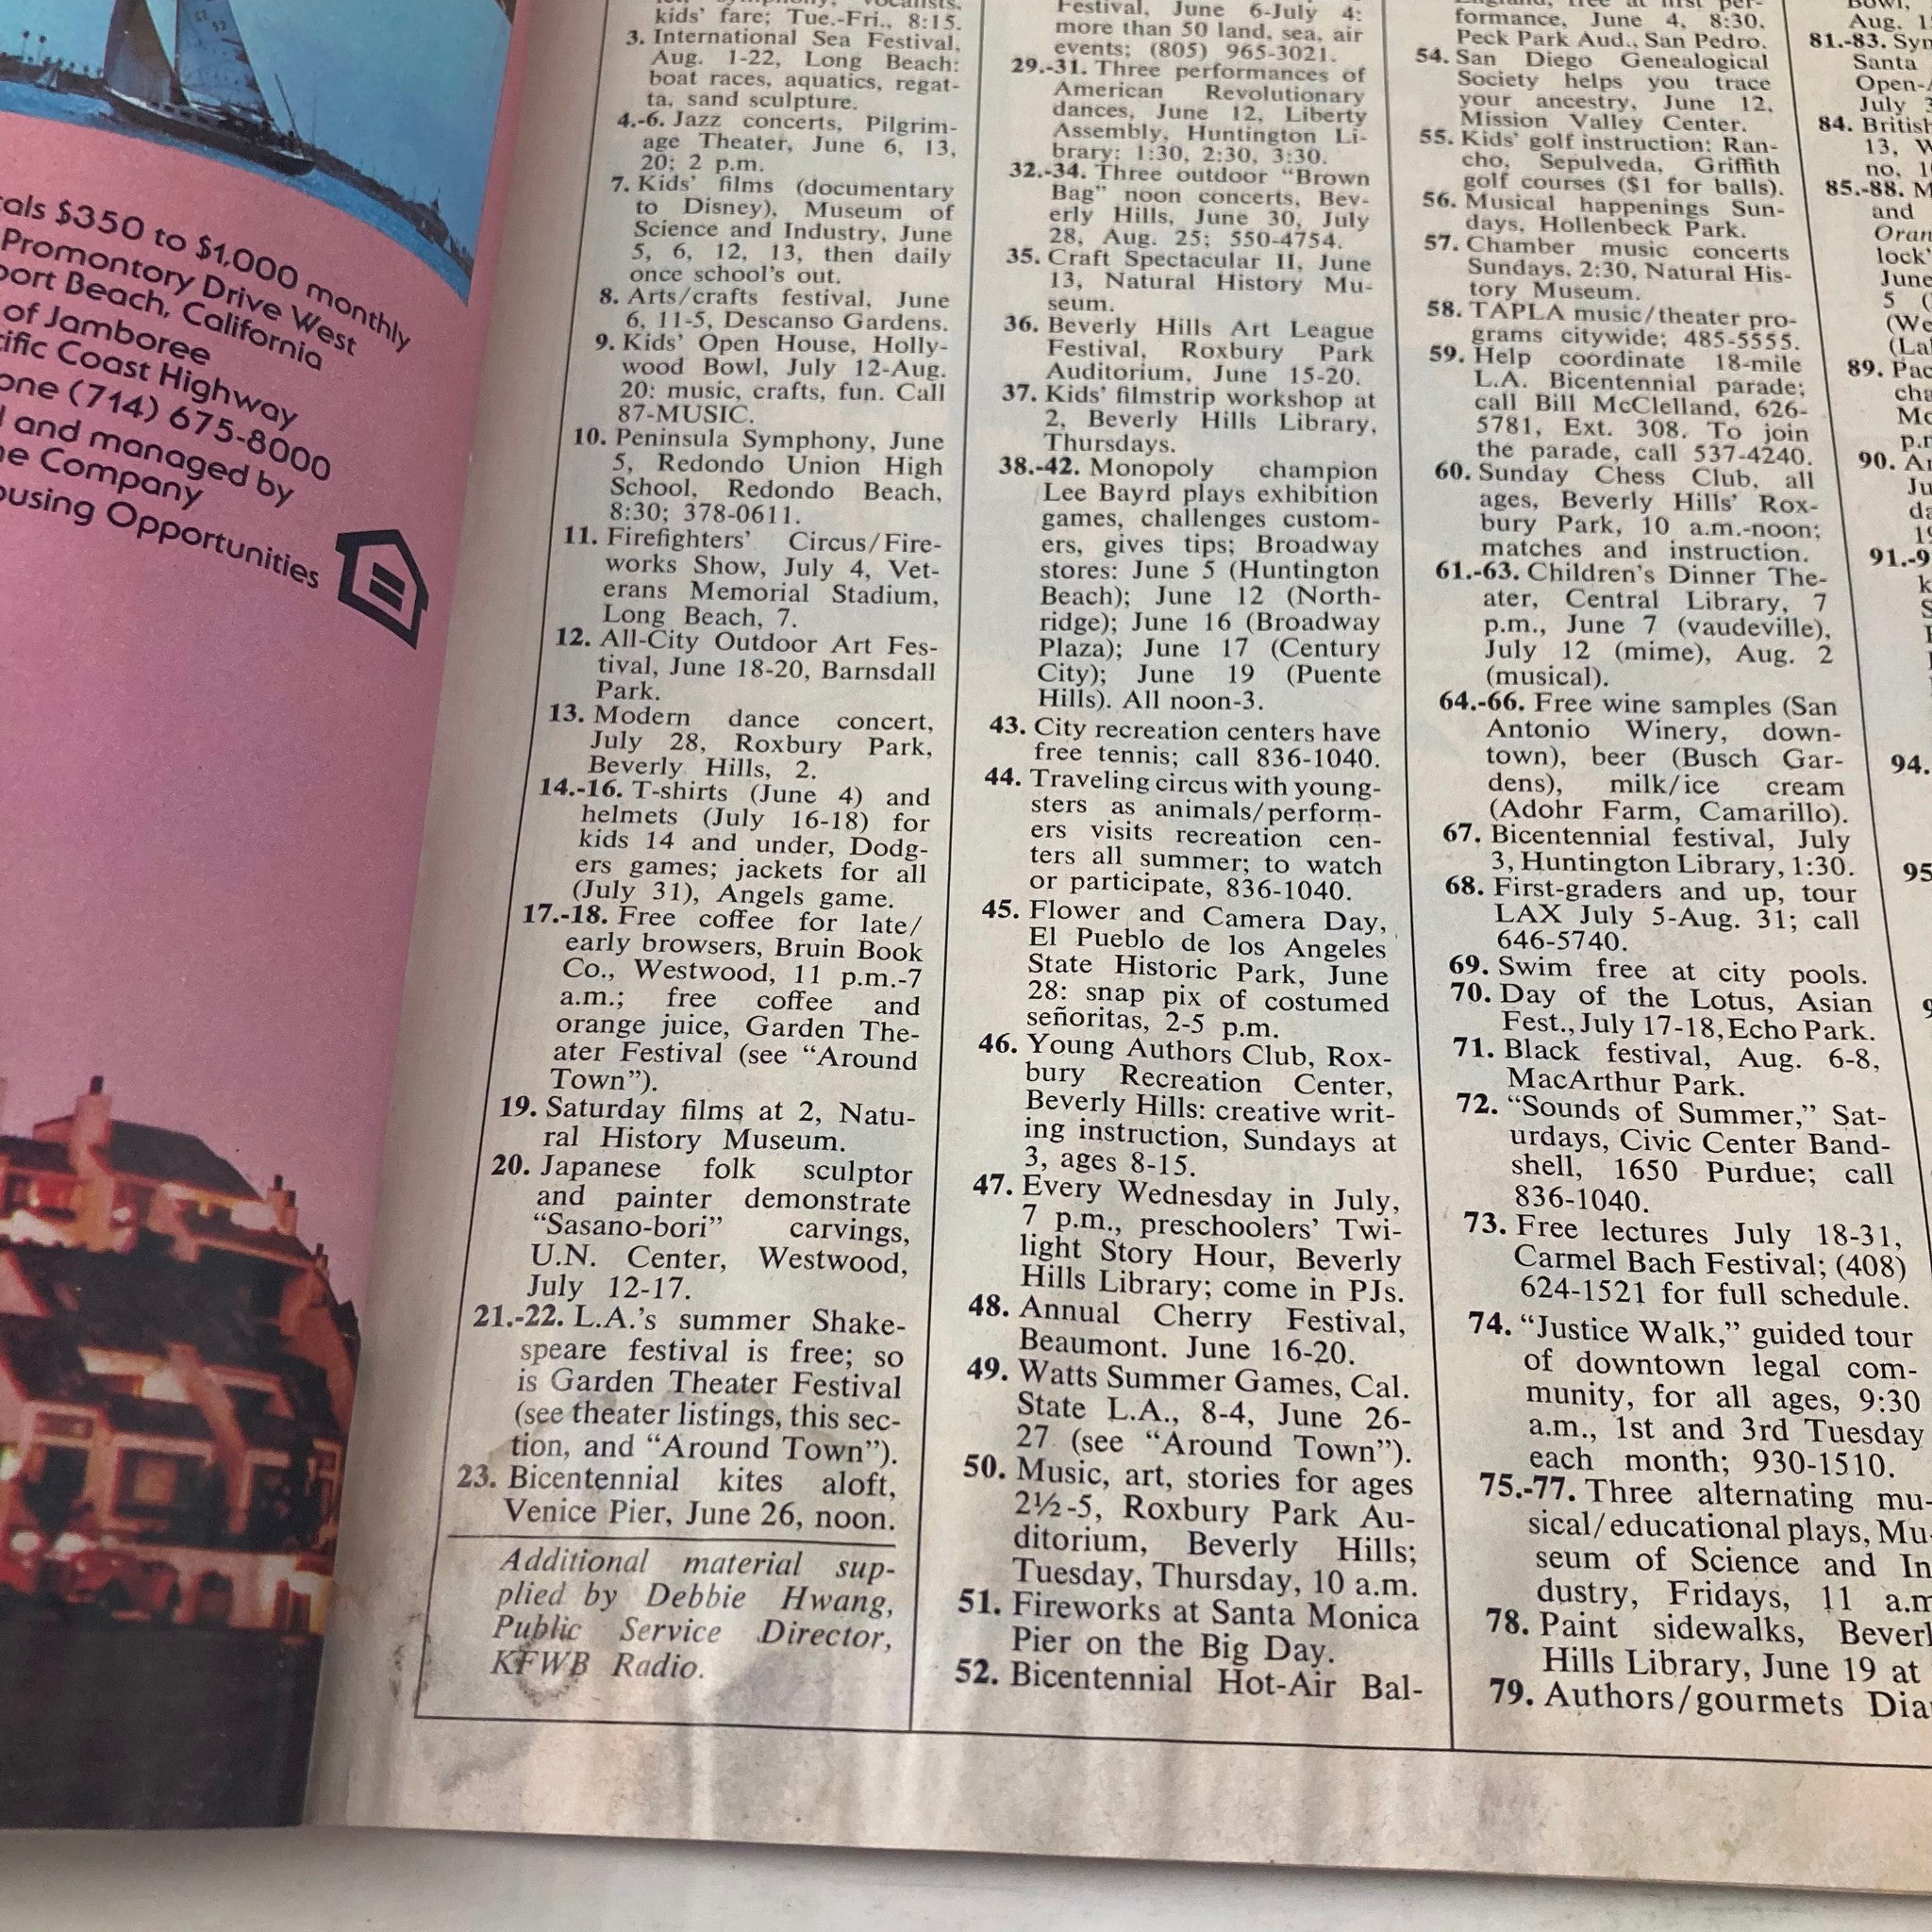 als $350 to $1,000 monthly
Promontory Drive West
port Beach, California
of Jamboree
ific Coast Highway
one (714) 675-8000
and managed by
ne Company
ousing Opportunities
kids' fare; Tue.-Fri., 8:15.
3. International Sea Festival,
Aug. 1-22, Long Beach:
boat races, aquatics, regat-
ta, sand sculpture.
4.-6. Jazz concerts, Pilgrim-
age Theater, June 6, 13,
20; 2 p.m.
7. Kids' films (documentary
to Disney), Museum of
Science and Industry, June
5, 6, 12, 13, then daily
once school's out.
8. Arts/crafts festival, June
6, 11-5, Descanso Gardens.
9. Kids' Open House, Holly-
wood Bowl, July 12-Aug.
20: music, crafts, fun. Call
87-MUSIC.
10. Peninsula Symphony, June
5, Redondo Union High
School, Redondo Beach,
8:30; 378-0611.
11. Firefighters' Circus/Fire-
works Show, July 4, Vet-
erans Memorial Stadium,
Long Beach, 7.
12. All-City Outdoor Art Fes-
tival, June 18-20, Barnsdall
Park.
13. Modern dance concert,
July 28, Roxbury Park,
Beverly Hills, 2.
14.-16. T-shirts (June 4) and
helmets (July 16-18) for
kids 14 and under, Dodg-
ers games; jackets for all
(July 31), Angels game.
17.-18. Free coffee for late/
early browsers, Bruin Book
Co., Westwood, 11 p.m.-7
a.m.; free coffee and
orange juice, Garden The-
ater Festival (see "Around
Town").
19. Saturday films at 2, Natu-
ral History Museum.
20. Japanese folk sculptor
and painter demonstrate
"Sasano-bori" carvings,
U.N. Center, Westwood,
July 12-17.
21.-22. L.A.'s summer Shake-
speare festival is free; so
is Garden Theater Festival
(see theater listings, this sec-
tion, and "Around Town").
23. Bicentennial kites aloft,
Venice Pier, June 26, noon.
Additional material sup-
plied by Debbie Hwang,
Public Service Director,
KFWB Radio.
Festival, June 6-July 4:
more than 50 land, sea, air
events; (805) 965-3021.
29.-31. Three performances of
American Revolutionary
dances, June 12, Liberty
Assembly, Huntington Li-
brary; 1:30, 2:30, 3:30.
32.-34. Three outdoor "Brown
Bag" noon concerts, Bev-
erly Hills, June 30, July
28, Aug. 25; 550-4754.
35. Craft Spectacular II, June
13, Natural History Mu-
seum.
36. Beverly Hills Art League
Festival, Roxbury Park
Auditorium, June 15-20.
37. Kids' filmstrip workshop at
2, Beverly Hills Library,
Thursdays.
38.-42. Monopoly champion
Lee Bayrd plays exhibition
games, challenges custom-
ers, gives tips; Broadway
stores: June 5 (Huntington
Beach); June 12 (North-
ridge); June 16 (Broadway
Plaza); June 17 (Century
City); June 19 (Puente
Hills). All noon-3.
43. City recreation centers have
free tennis; call 836-1040.
44. Traveling circus with young-
sters as animals/perform-
ers visits recreation cen-
ters all summer; to watch
or participate, 836-1040.
45. Flower and Camera Day,
El Pueblo de los Angeles
State Historic Park, June
28: snap pix of costumed
señoritas, 2-5 p.m.
46. Young Authors Club, Rox-
bury Recreation Center,
Beverly Hills: creative writ-
ing instruction, Sundays at
3, ages 8-15.
47. Every Wednesday in July,
7 p.m., preschoolers' Twi-
light Story Hour, Beverly
Hills Library; come in PJs.
48. Annual Cherry Festival,
Beaumont. June 16-20.
49. Watts Summer Games, Cal.
State L.A., 8-4, June 26-
27 (see "Around Town").
50. Music, art, stories for ages
2½-5, Roxbury Park Au-
ditorium, Beverly Hills;
Tuesday, Thursday, 10 a.m.
51. Fireworks at Santa Monica
Pier on the Big Day.
52. Bicentennial Hot-Air Bal-
formance, June 4, 8:30.
Peck Park Aud., San Pedro.
54. San Diego Genealogical
Society helps you trace
your ancestry, June 12,
Mission Valley Center.
55. Kids' golf instruction: Ran-
cho, Sepulveda, Griffith
golf courses ($1 for balls).
56. Musical happenings Sun-
days, Hollenbeck Park.
57. Chamber music concerts
Sundays, 2:30, Natural His-
tory Museum.
58. TAPLA music/theater pro-
grams citywide; 485-5555.
59. Help coordinate 18-mile
L.A. Bicentennial parade;
call Bill McClelland, 626-
5781, Ext. 308. To join
the parade, call 537-4240.
60. Sunday Chess Club, all
ages, Beverly Hills' Rox-
bury Park, 10 a.m.-noon;
matches and instruction.
61.-63. Children's Dinner The-
ater, Central Library, 7
p.m., June 7 (vaudeville),
July 12 (mime), Aug. 2
(musical).
64.-66. Free wine samples (San
Antonio Winery, down-
town), beer (Busch Gar-
dens), milk/ice cream
(Adohr Farm, Camarillo).
67. Bicentennial festival, July
3, Huntington Library, 1:30.
68. First-graders and up, tour
LAX July 5-Aug. 31; call
646-5740.
69. Swim free at city pools.
70. Day of the Lotus, Asian
Fest., July 17-18, Echo Park.
71. Black festival, Aug. 6-8,
MacArthur Park.
72. "Sounds of Summer," Sat-
urdays, Civic Center Band-
shell, 1650 Purdue; call
836-1040.
73. Free lectures July 18-31,
Carmel Bach Festival; (408)
624-1521 for full schedule.
74. "Justice Walk," guided tour
of downtown legal com-
munity, for all ages, 9:30
a.m., 1st and 3rd Tuesday
each month; 930-1510.
75.-77. Three alternating mu-
sical/educational plays, Mu-
seum of Science and In
dustry, Fridays, 11 a.m
78. Paint sidewalks, Beverl
Hills Library, June 19 at
79. Authors/gourmets Dia
Aug. 1
81.-83. Sym
Santa
Open-
July 3
84. British
13, W
no, 1
85.-88. M
and
Oran
lock'
June
5 (
(We
(La
89. Pac
cha
Mc
p.m
90. Ar
Ju
da
19
91.-9
94.
95